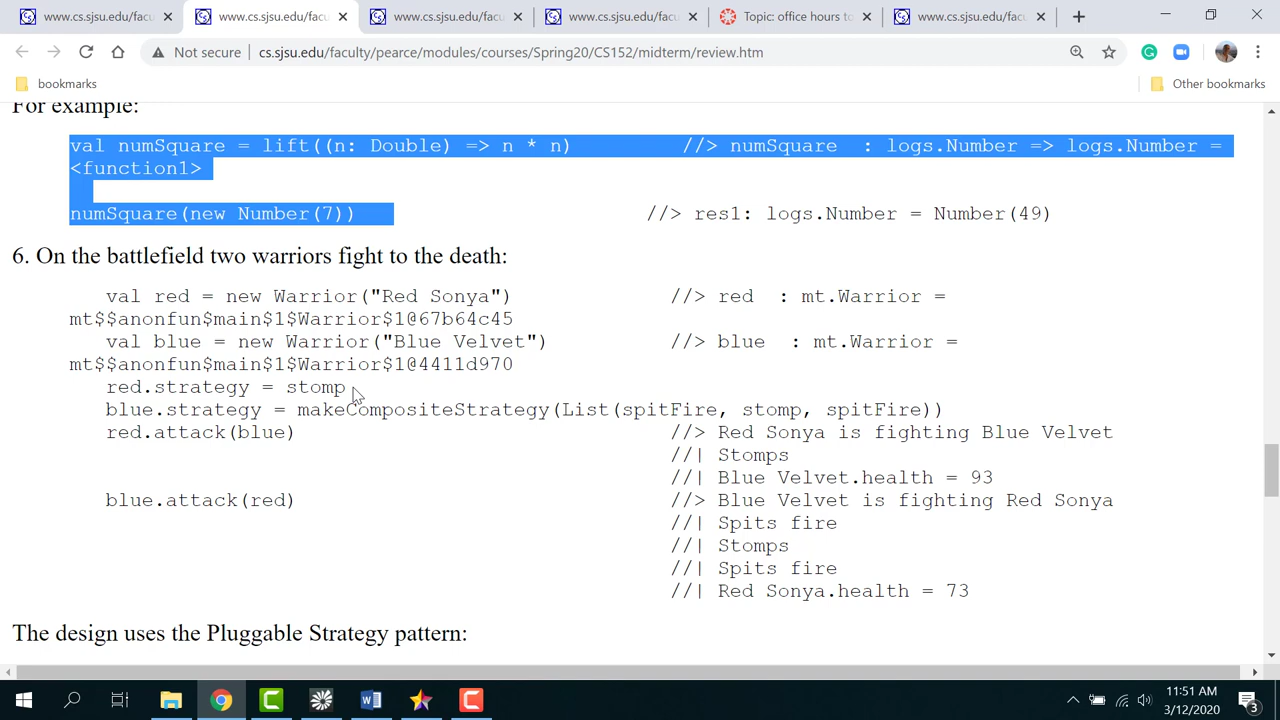 www.cs.sjsu.edu/facu
www.cs.sjsu.edu/facu
www.cs.sjsu.edu/facu
www.cs.sjsu.edu/facu
Topic: office hours to
www.cs.sjsu.edu/facu
Not secure
cs.sjsu.edu/faculty/pearce/modules/courses/Spring20/CS152/midterm/review.htm
bookmarks
Other bookmarks
For example:
val numSquare = lift((n: Double) => n * n) //> numSquare : logs.Number => logs.Number =
<function1>
numSquare(new Number(7)) //> res1: logs.Number = Number(49)
6. On the battlefield two warriors fight to the death:
val red = new Warrior("Red Sonya") //> red : mt.Warrior =
mt$$anonfun$main$1$Warrior$1@67b64c45
val blue = new Warrior("Blue Velvet") //> blue : mt.Warrior =
mt$$anonfun$main$1$Warrior$1@4411d970
red.strategy = stomp
blue.strategy = makeCompositeStrategy(List(spitFire, stomp, spitFire))
red.attack(blue) //> Red Sonya is fighting Blue Velvet
//| Stomps
//| Blue Velvet.health = 93
blue.attack(red) //> Blue Velvet is fighting Red Sonya
//| Spits fire
//| Stomps
//| Spits fire
//| Red Sonya.health = 73
The design uses the Pluggable Strategy pattern:
11:51 AM
3/12/2020
3